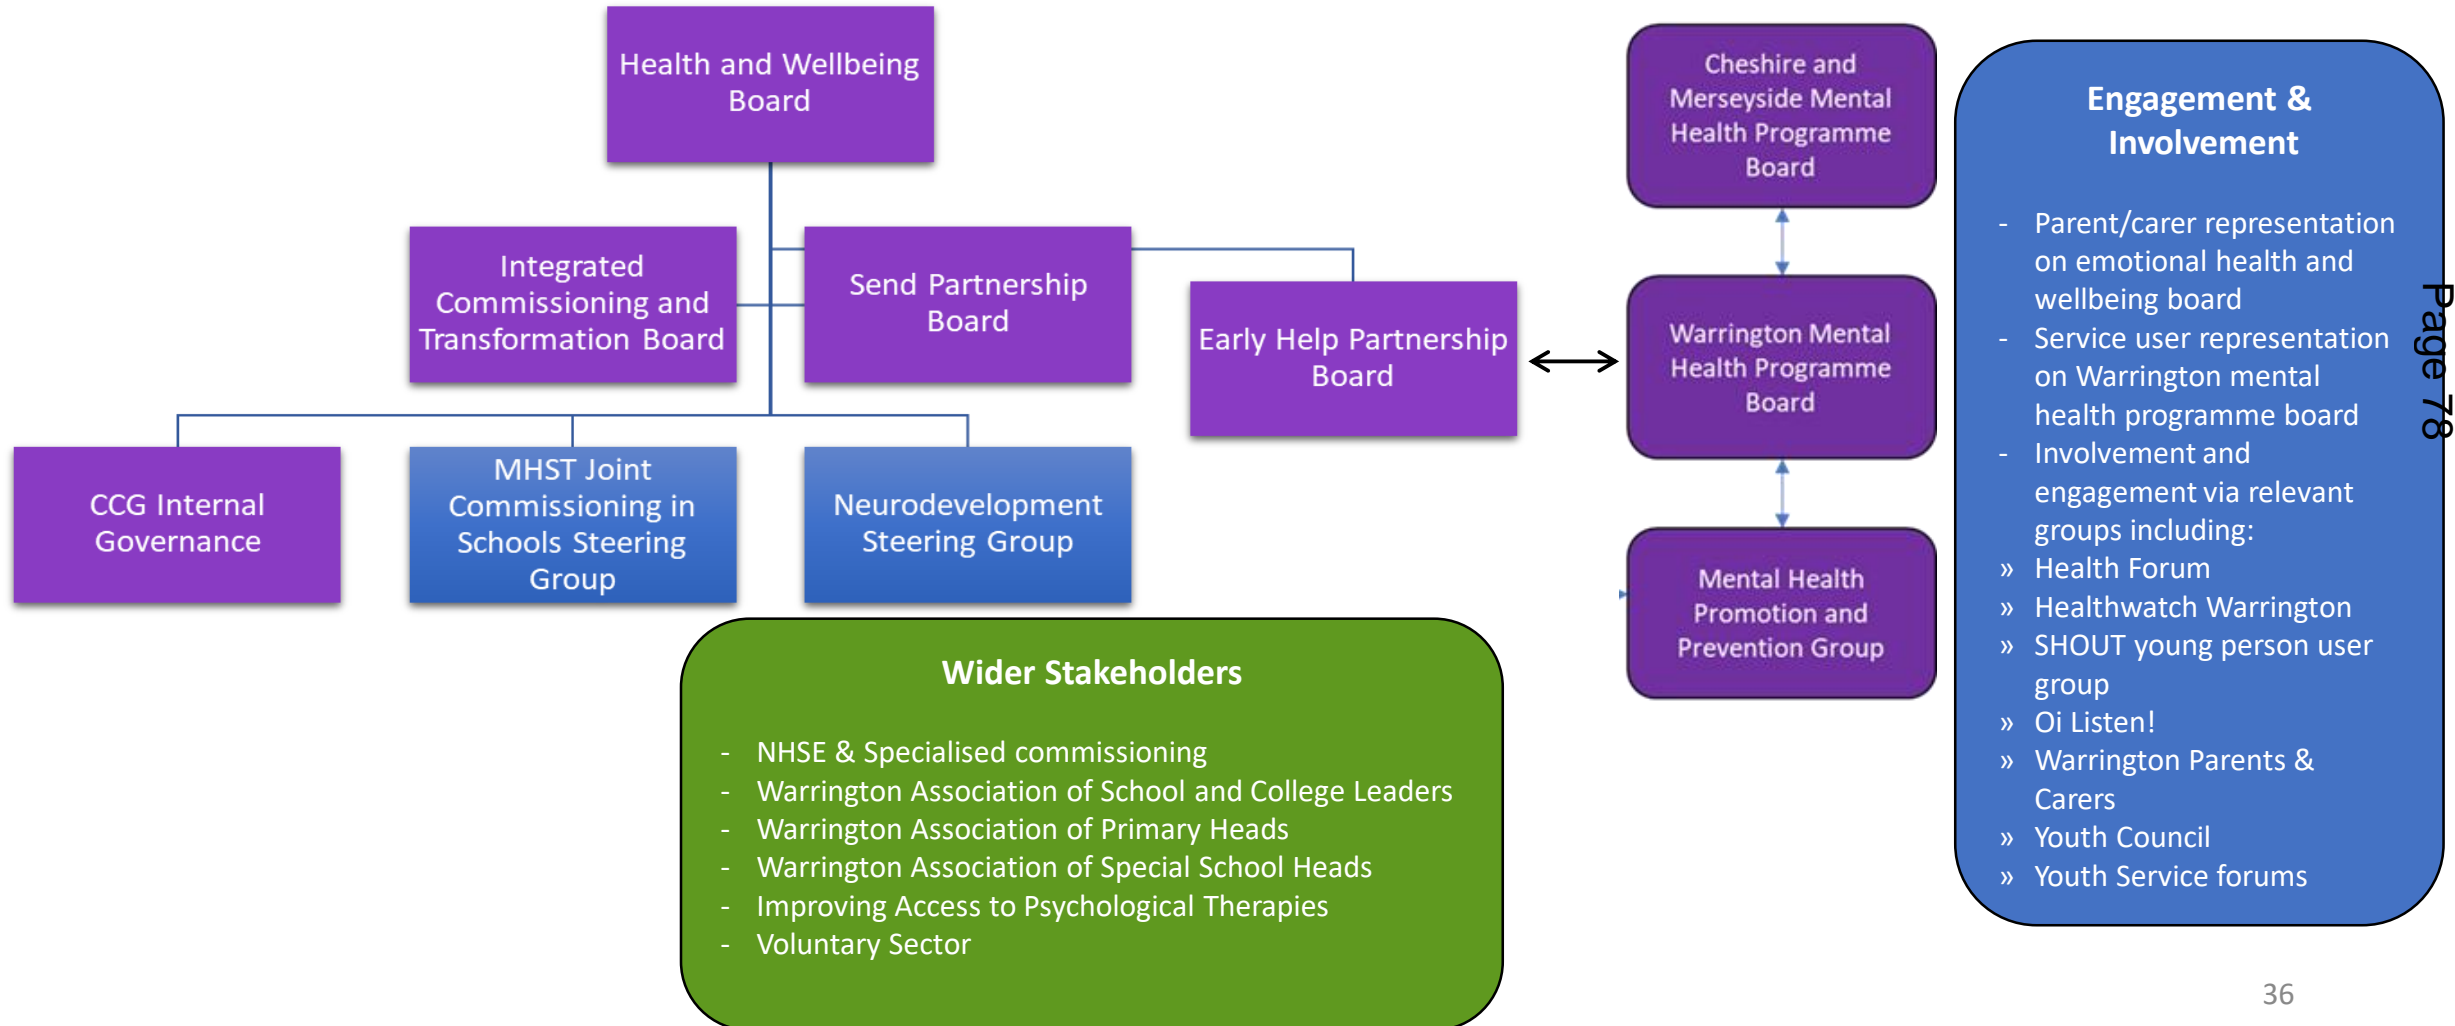 Health and Wellbeing
Board
Integrated
Commissioning and
Transformation Board
Send Partnership
Board
Early Help Partnership
Board
CCG Internal
Governance
MHST Joint
Commissioning in
Schools Steering
Group
Neurodevelopment
Steering Group
Cheshire and
Merseyside Mental
Health Programme
Board
Warrington Mental
Health Programme
Board
Mental Health
Promotion and
Prevention Group
Wider Stakeholders
- NHSE & Specialised commissioning
- Warrington Association of School and College Leaders
- Warrington Association of Primary Heads
- Warrington Association of Special School Heads
- Improving Access to Psychological Therapies
- Voluntary Sector
Engagement &
Involvement
- Parent/carer representation
on emotional health and
wellbeing board
- Service user representation
on Warrington mental
health programme board
- Involvement and
engagement via relevant
groups including:
» Health Forum
» Healthwatch Warrington
» SHOUT young person user
group
» Oi Listen!
» Warrington Parents &
Carers
» Youth Council
» Youth Service forums
Page 78
36